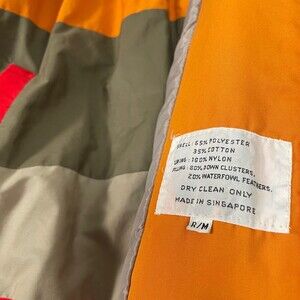 SHELL: 65% POLYESTER
35% COTTON
LINING: 100% NYLON
FILLING: 80% DOWN CLUSTERS.
20% WATERFOWL FEATHERS.
DRY CLEAN ONLY
MADE IN SINGAPORE
R/M